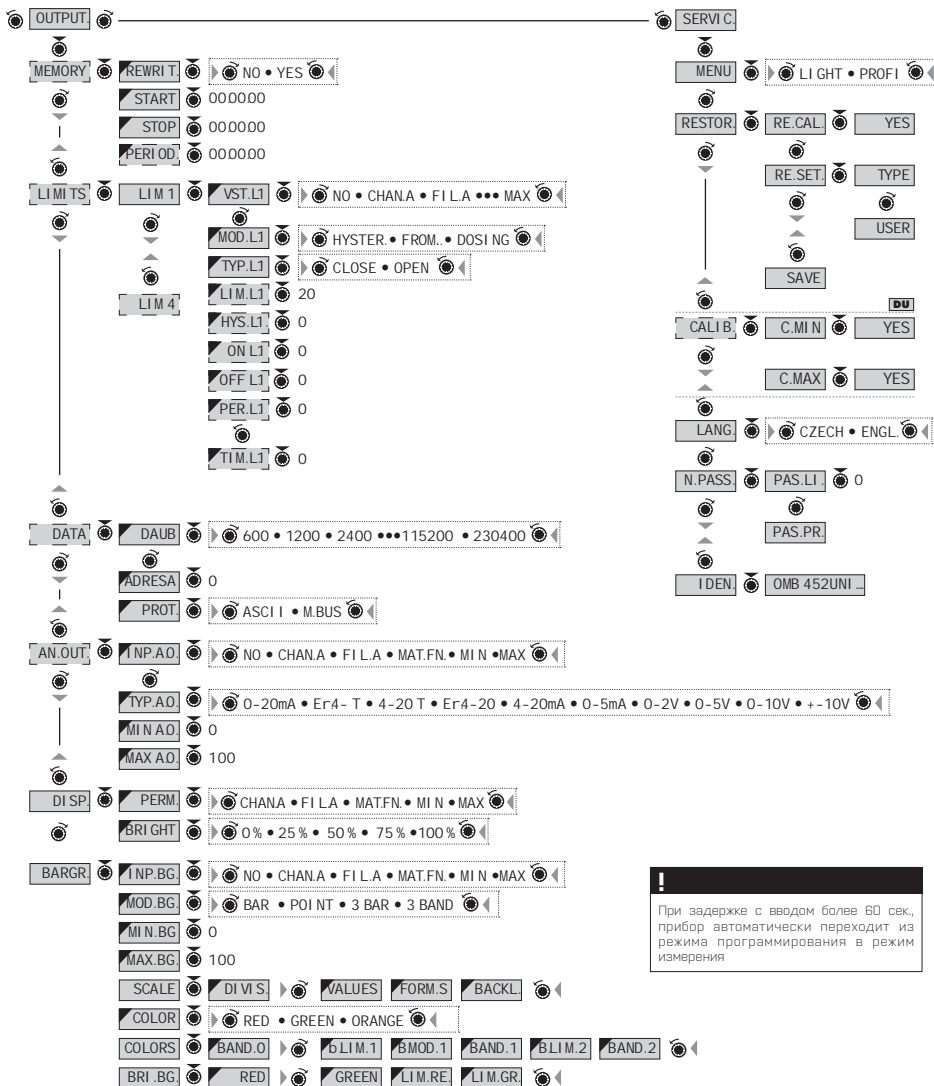 OUTPUT. SERVIC.
MEMORY REWRIT. NO • YES
START 00.00.00
STOP 00.00.00
PERIOD. 00.00.00
LIMITS LIM 1 VST.L1 NO • CHAN.A • FIL.A ••• MAX
MOD.L1 HYSTER. • FROM.. • DOSING
TYP.L1 CLOSE • OPEN
LIM.L1 20
LIM 4
HYS.L1. 0
ON L.1 0
OFF L.1 0
PER.L1 0
TIM.L1 0
DATA DAUB 600 • 1200 • 2400 ••• 115200 • 230400
ADRESA 0
PROT. ASCII • M.BUS
AN.OUT. INP.A.O. NO • CHAN.A • FIL.A • MAT.FN. • MIN • MAX
TYP.A.O. 0-20mA • Er4- T • 4-20 T • Er4-20 • 4-20mA • 0-5mA • 0-2V • 0-5V • 0-10V • +-10V
MIN A.O. 0
MAX A.O. 100
DISP. PERM. CHAN.A • FIL.A • MAT.FN. • MIN • MAX
BRIGHT 0% • 25% • 50% • 75% • 100%
BARGR. INP.BG. NO • CHAN.A • FIL.A • MAT.FN. • MIN • MAX
MOD.BG. BAR • POINT • 3 BAR • 3 BAND
MIN.BG 0
MAX.BG. 100
SCALE DIVIS. VALUES FORM.S BACKL.
COLOR RED • GREEN • ORANGE
COLORS BAND.0 bLIM.1 BMOD.1 BAND.1 BLIM.2 BAND.2
BRI.BG. RED GREEN LIM.RE. LIM.GR.
MENU LIGHT • PROFI
RESTOR. RE.CAL. YES
RE.SET. TYPE
USER
SAVE
DU
CALIB. C.MIN YES
C.MAX YES
LANG. CZECH • ENGL.
N.PASS. PAS.LI. 0
PAS.PR.
IDEN. OMB 452UNI ...
!
При задержке с вводом более 60 сек.,
прибор автоматически переходит из
режима программирования в режим
измерения